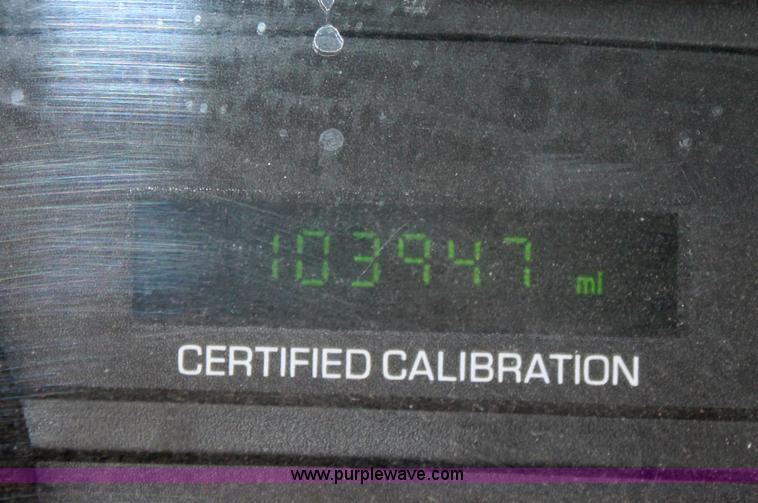 103947 mi
CERTIFIED CALIBRATION
www.purplewave.com